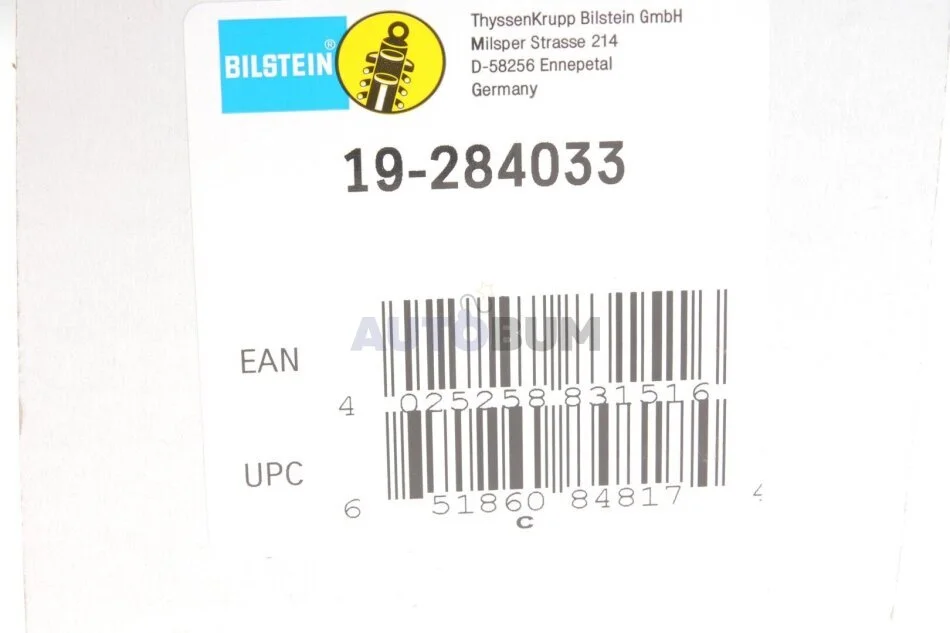 BILSTEIN®
ThyssenKrupp Bilstein GmbH
Milsper Strasse 214
D-58256 Ennepetal
Germany
19-284033
AUTOBUM
EAN
4 025258 831516
UPC
6 51860 84817 4
C